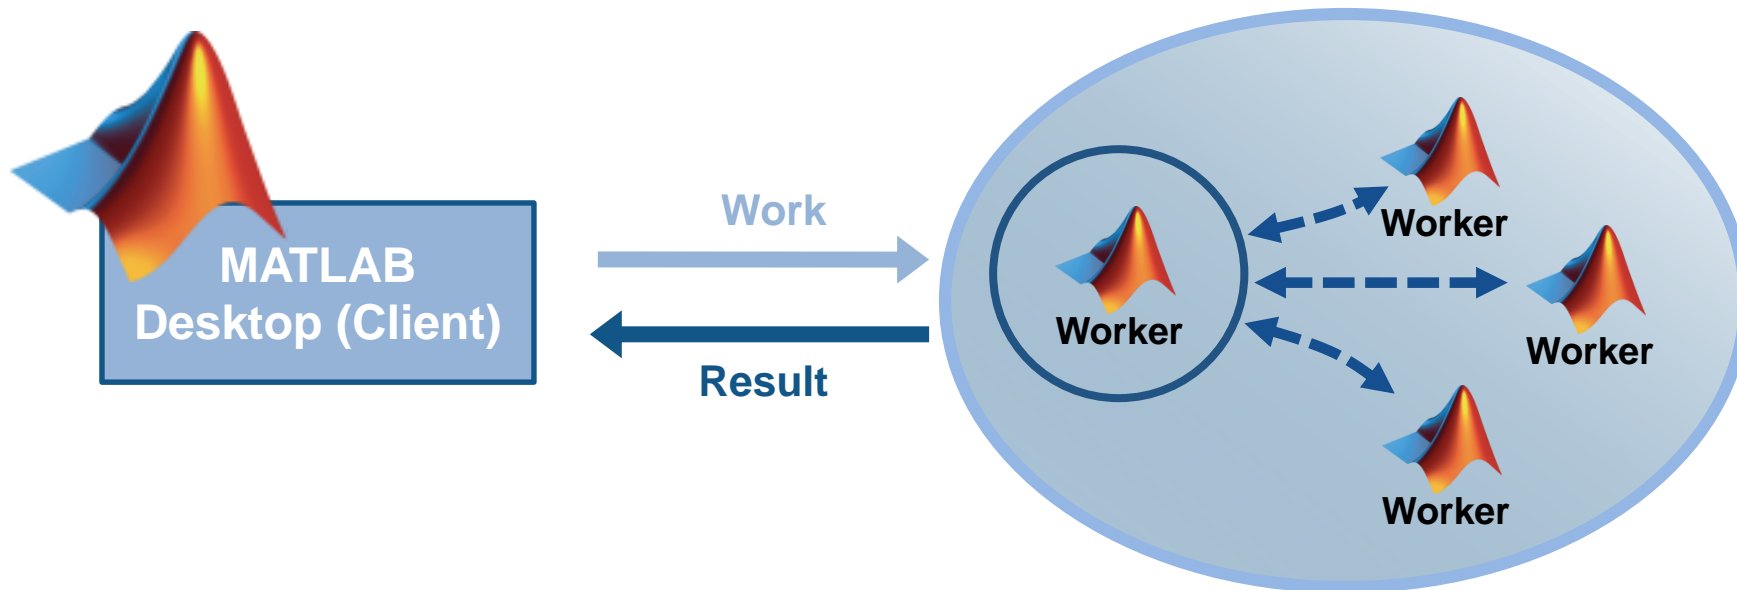 MATLAB
Desktop (Client)
Work
Result
Worker
Worker
Worker
Worker